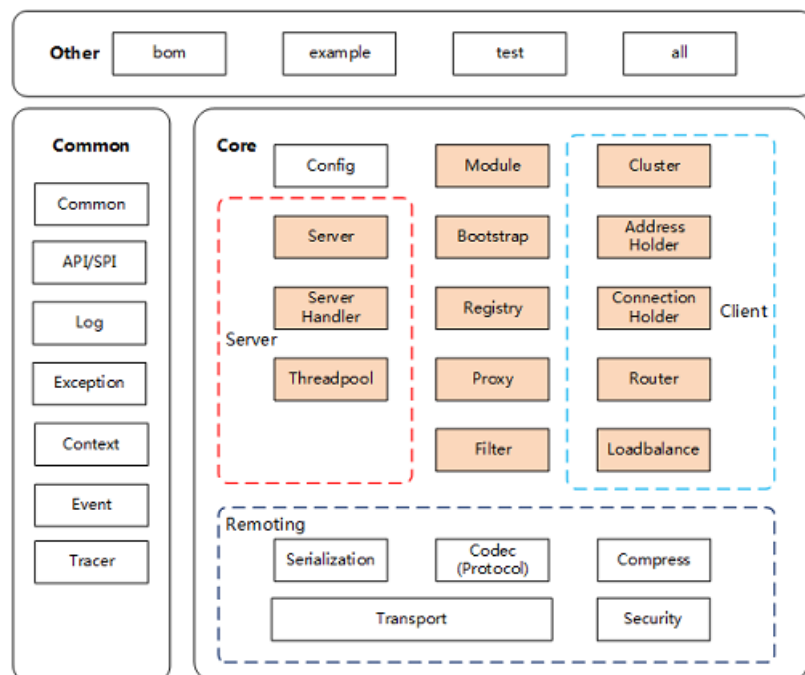 Other
bom
example
test
all
Common
Common
API/SPI
Log
Exception
Context
Event
Tracer
Core
Config
Module
Cluster
Server
Bootstrap
Address
Holder
Server
Handler
Registry
Connection
Holder
Server
Client
Threadpool
Proxy
Router
Filter
Loadbalance
Remoting
Serialization
Codec
(Protocol)
Compress
Transport
Security